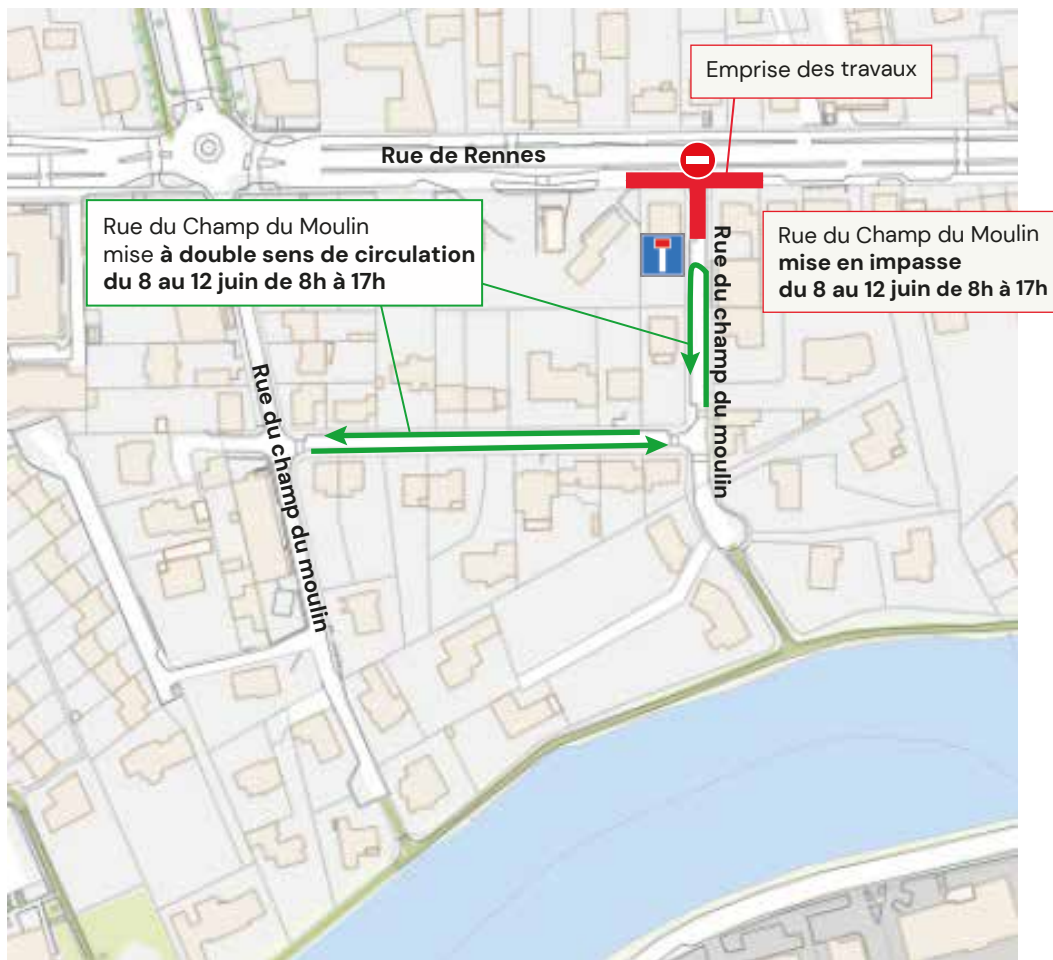 Emprise des travaux
Rue de Rennes
Rue du Champ du Moulin
mise à double sens de circulation
du 8 au 12 juin de 8h à 17h
Rue du Champ du Moulin
mise en impasse
du 8 au 12 juin de 8h à 17h
Rue du champ du moulin
Rue du champ du moulin